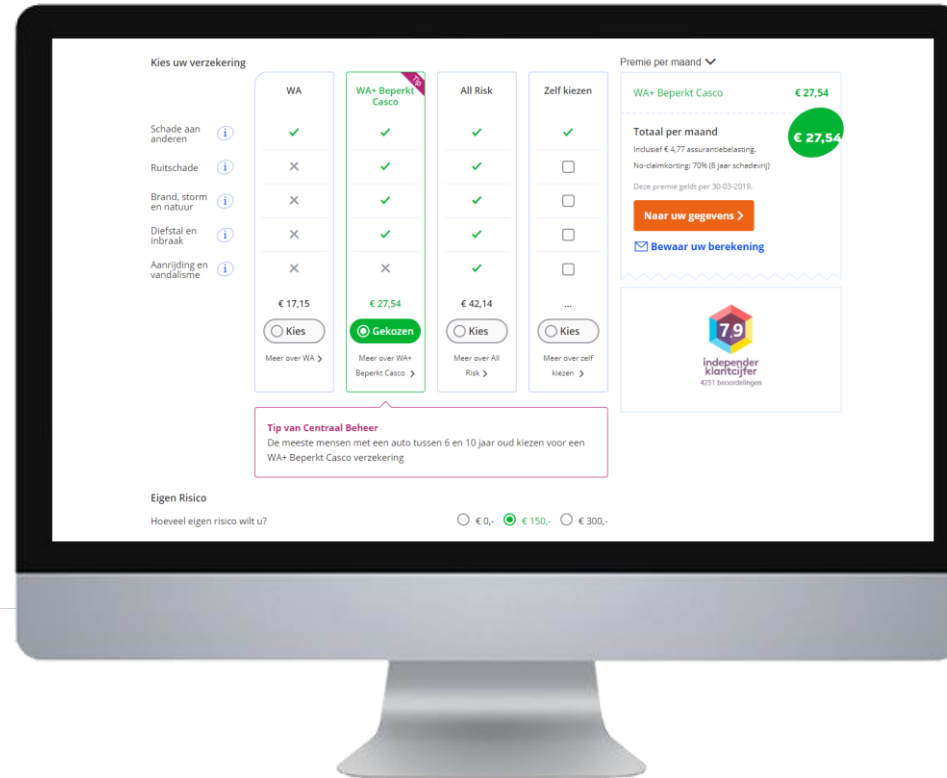 Kies uw verzekering
WA
WA+ Beperkt
Casco
Tip
All Risk
Zelf kiezen
Schade aan
anderen
Ruitschade
Brand, storm
en natuur
Diefstal en
inbraak
Aanrijding en
vandalisme
€ 17,15
€ 27,54
€ 42,14
...
Kies
Gekozen
Kies
Kies
Meer over WA
Meer over WA+
Beperkt Casco
Meer over All
Risk
Meer over zelf
kiezen
Tip van Centraal Beheer
De meeste mensen met een auto tussen 6 en 10 jaar oud kiezen voor een
WA+ Beperkt Casco verzekering
Eigen Risico
Hoeveel eigen risico wilt u?
€ 0,- € 150,- € 300,-
Premie per maand
WA+ Beperkt Casco € 27,54
Totaal per maand
€ 27,54
Inclusief € 4,77 assurantiebelasting.
No-claimkorting: 70% (6 jaar schadevrij)
Deze premie geldt per 30-03-2019.
Naar uw gegevens
Bewaar uw berekening
7,9
independer
klantcijfer
4251 beoordelingen